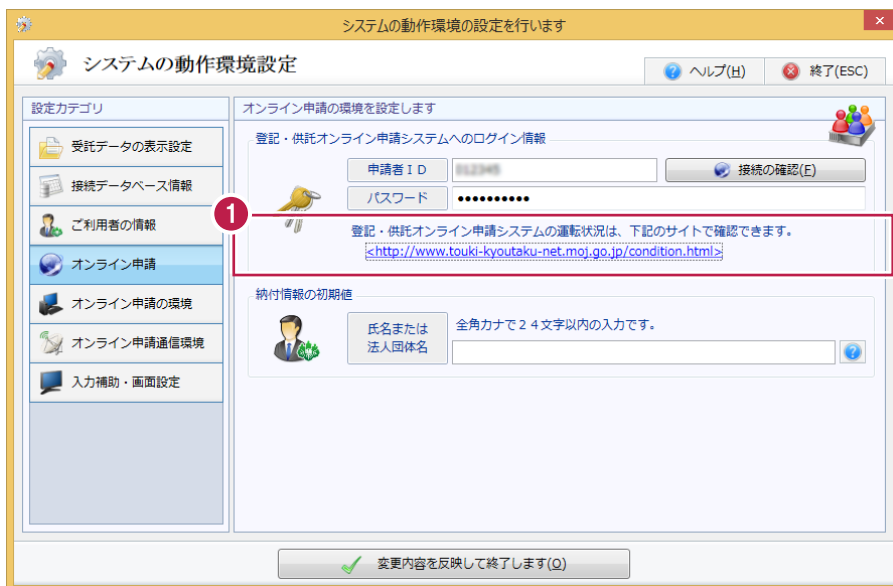 システムの動作環境の設定を行います
×
システムの動作環境設定
ヘルプ(H)
終了(ESC)
設定カテゴリ
受託データの表示設定
接続データベース情報
ご利用者の情報
オンライン申請
オンライン申請の環境
オンライン申請通信環境
入力補助・画面設定
オンライン申請の環境を設定します
登記・供託オンライン申請システムへのログイン情報
申請者ＩＤ
012345
接続の確認(E)
パスワード
●●●●●●●●●●
1
登記・供託オンライン申請システムの運転状況は、下記のサイトで確認できます。
<http://www.touki-kyoutaku-net.moj.go.jp/condition.html>
納付情報の初期値
氏名または
法人団体名
全角カナで２４文字以内の入力です。
変更内容を反映して終了します(O)